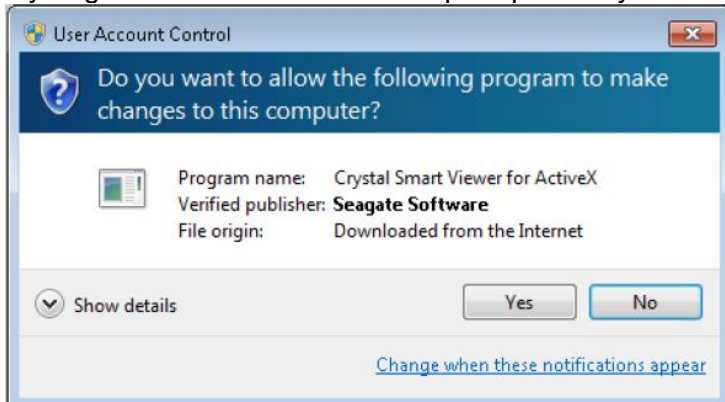 User Account Control
Do you want to allow the following program to make
changes to this computer?
Program name: Crystal Smart Viewer for ActiveX
Verified publisher: Seagate Software
File origin: Downloaded from the Internet
Show details
Yes
No
Change when these notifications appear